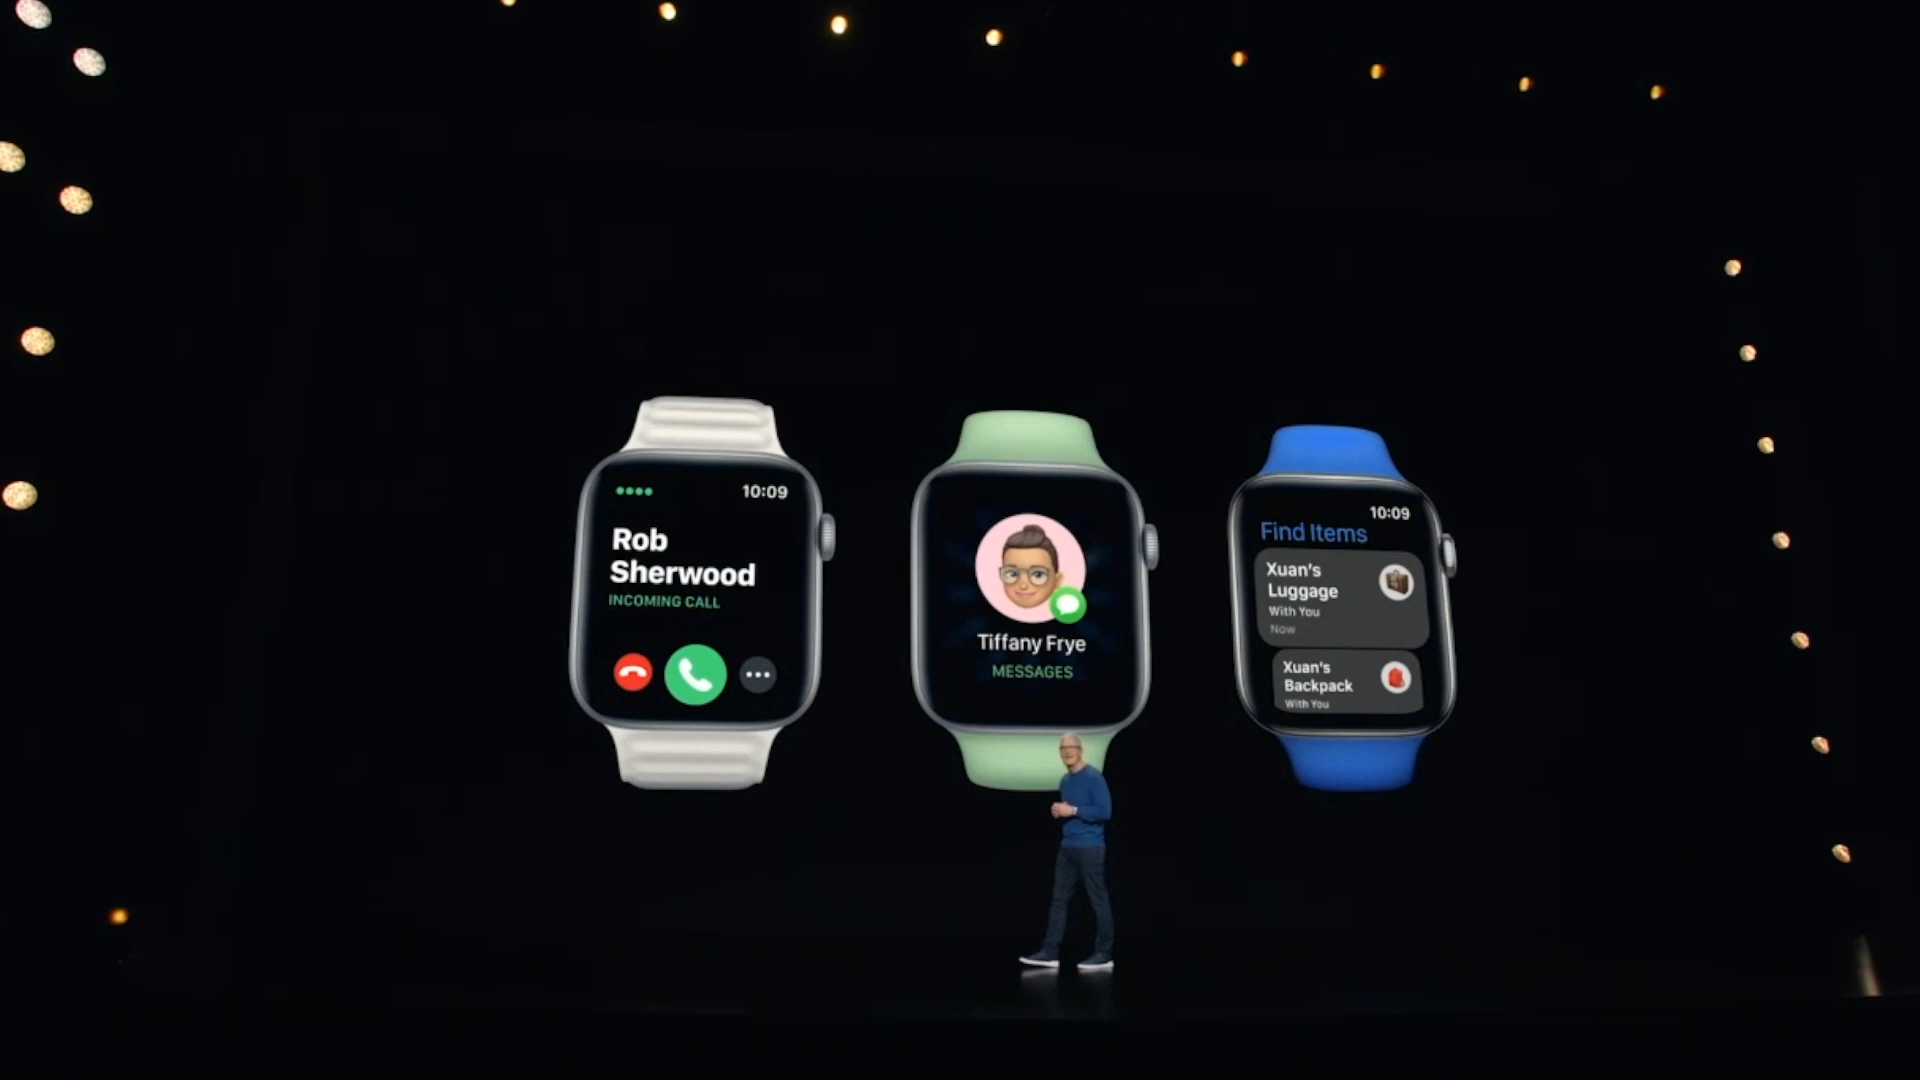 10:09
Rob
Sherwood
INCOMING CALL
Tiffany Frye
MESSAGES
10:09
Find Items
Xuan's
Luggage
With You
Now
Xuan's
Backpack
With You